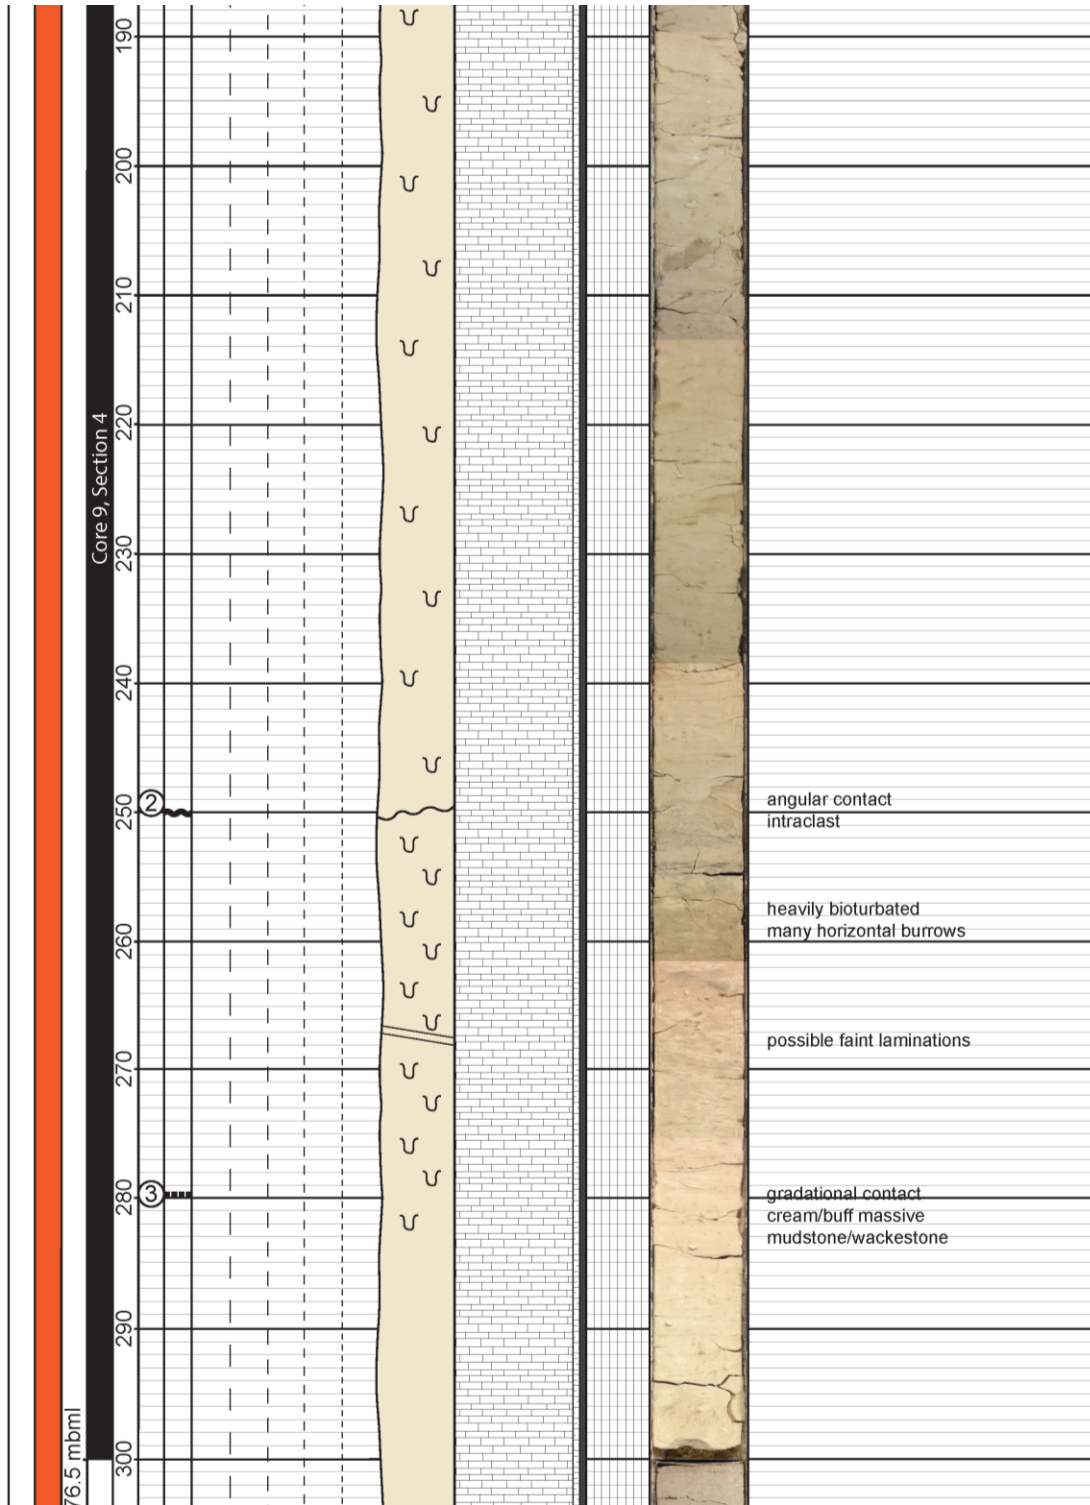 190
200
210
220
230
240
250
260
270
280
290
300
Core 9, Section 4
76.5 mbml
2
3
angular contact
intraclast
heavily bioturbated
many horizontal burrows
possible faint laminations
gradational contact
cream/buff massive
mudstone/wackestone